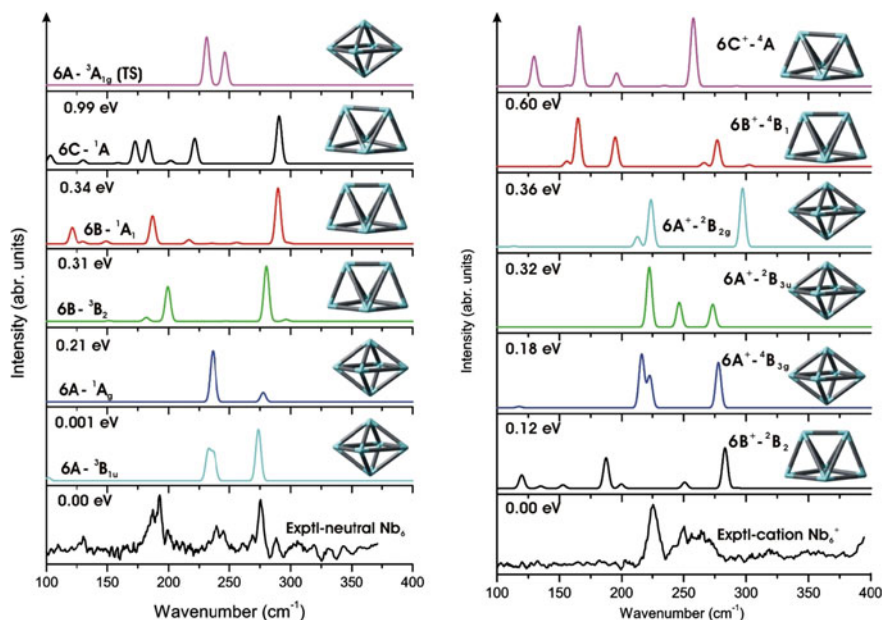 Intensity (abr. units)
6A - ³A₁g (TS)
0.99 eV
6C - ¹A
0.34 eV
6B - ¹A₁
0.31 eV
6B - ³B₂
0.21 eV
6A - ¹Ag
0.001 eV
6A - ³B₁ᵤ
0.00 eV
Exptl-neutral Nb₆
100 150 200 250 300 350 400
Wavenumber (cm⁻¹)
Intensity (abr. units)
6C⁺-⁴A
0.60 eV
6B⁺-⁴B₁
0.36 eV
6A⁺-²B₂g
0.32 eV
6A⁺-²B₃ᵤ
0.18 eV
6A⁺-⁴B₃g
0.12 eV
6B⁺-²B₂
0.00 eV
Exptl-cation Nb₆⁺
100 150 200 250 300 350 400
Wavenumber (cm⁻¹)